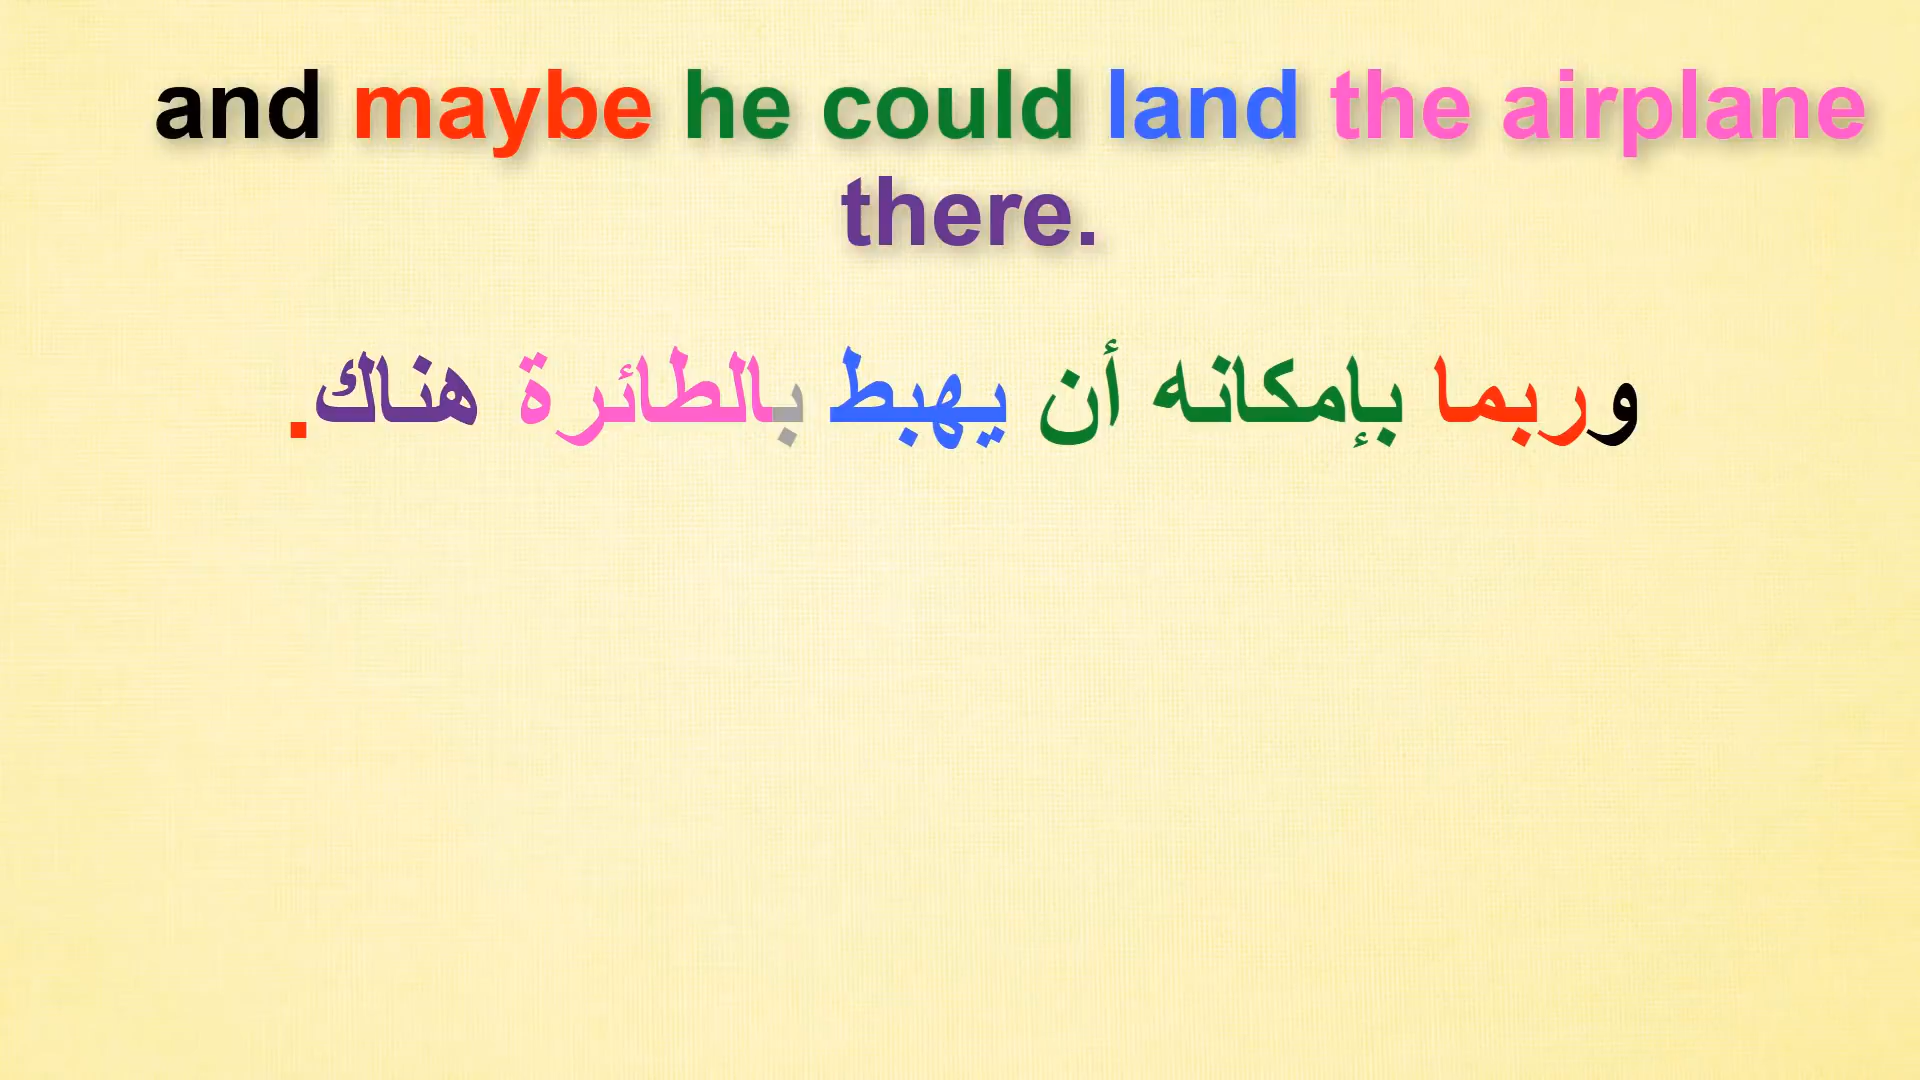 and maybe he could land the airplane
there.
وربما بإمكانه أن يهبط بالطائرة هناك.